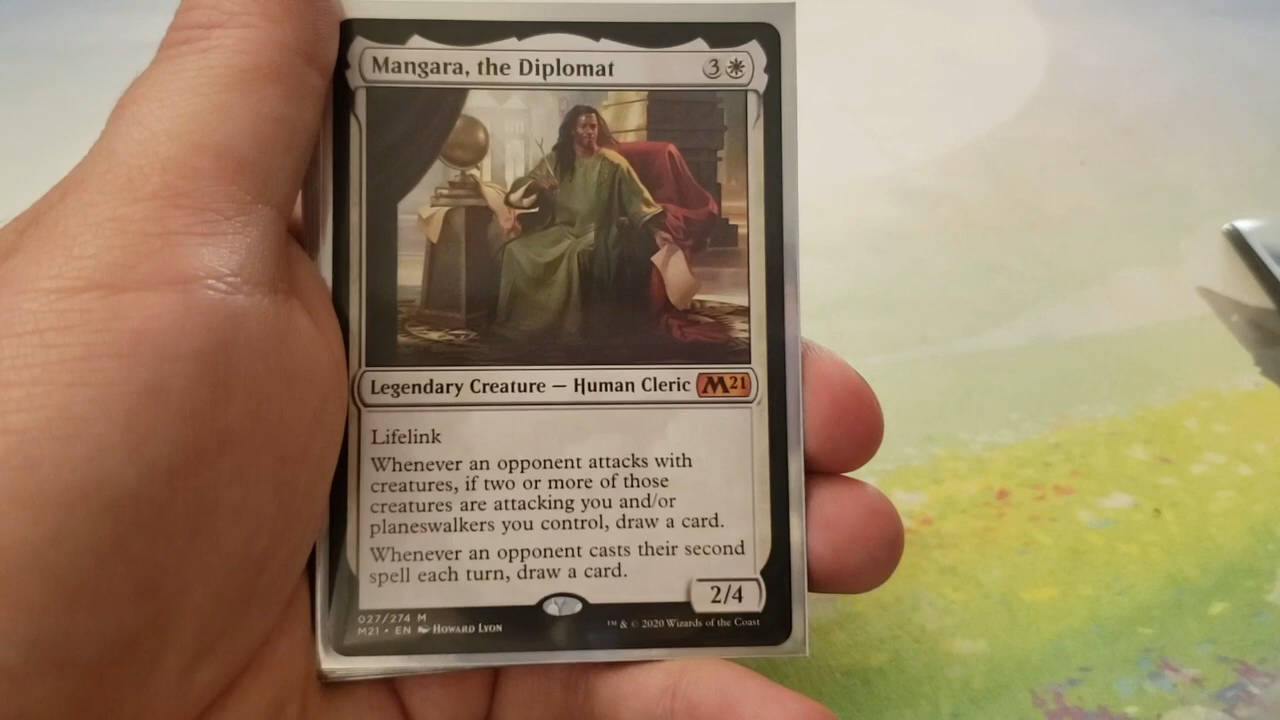 Mangara, the Diplomat 3
Legendary Creature — Human Cleric M21
Lifelink
Whenever an opponent attacks with
creatures, if two or more of those
creatures are attacking you and/or
planeswalkers you control, draw a card.
Whenever an opponent casts their second
spell each turn, draw a card.
2/4
027/274 M
M21 • EN Howard Lyon
™ & © 2020 Wizards of the Coast